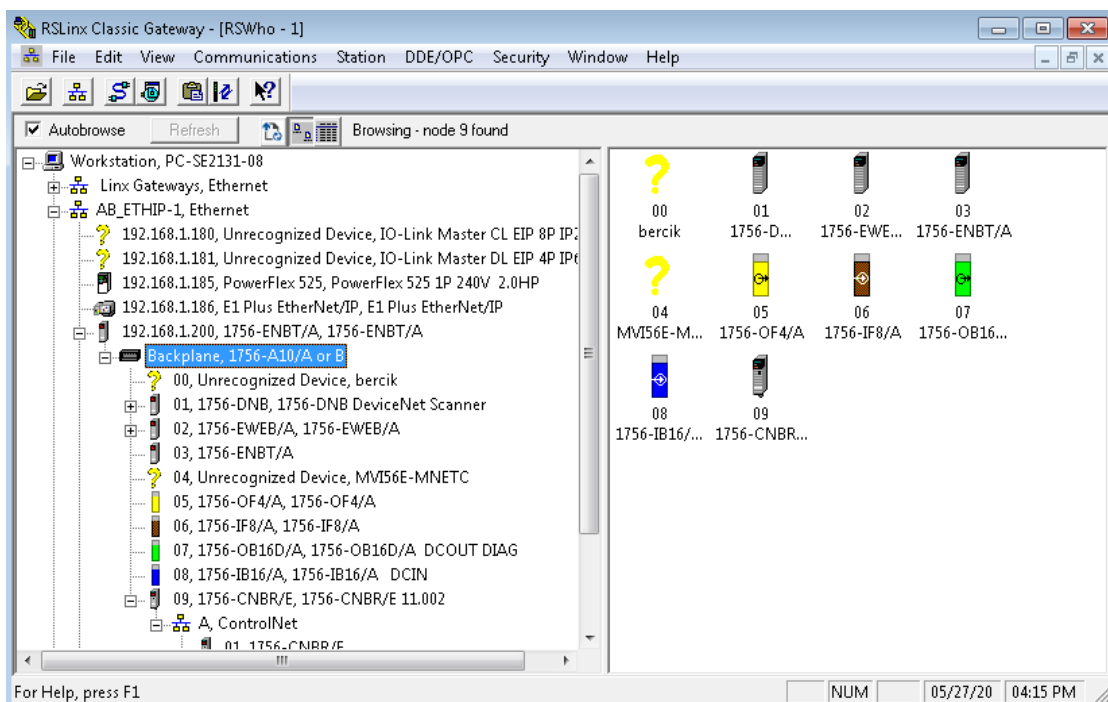 RSLinx Classic Gateway - [RSWho - 1]
File Edit View Communications Station DDE/OPC Security Window Help
Autobrowse Refresh Browsing - node 9 found
Workstation, PC-SE2131-08
Linx Gateways, Ethernet
AB_ETHIP-1, Ethernet
192.168.1.180, Unrecognized Device, IO-Link Master CL EIP 8P
192.168.1.181, Unrecognized Device, IO-Link Master DL EIP 4P
192.168.1.185, PowerFlex 525, PowerFlex 525 1P 240V 2.0HP
192.168.1.186, E1 Plus EtherNet/IP, E1 Plus EtherNet/IP
192.168.1.200, 1756-ENBT/A, 1756-ENBT/A
Backplane, 1756-A10/A or B
00, Unrecognized Device, bercik
01, 1756-DNB, 1756-DNB DeviceNet Scanner
02, 1756-EWEB/A, 1756-EWEB/A
03, 1756-ENBT/A
04, Unrecognized Device, MVI56E-MNETC
05, 1756-OF4/A, 1756-OF4/A
06, 1756-IF8/A, 1756-IF8/A
07, 1756-OB16D/A, 1756-OB16D/A DCOUT DIAG
08, 1756-IB16/A, 1756-IB16/A DCIN
09, 1756-CNBR/E, 1756-CNBR/E 11.002
A, ControlNet
01, 1756-CNBR/E
00 01 02 03
bercik 1756-D... 1756-EWE... 1756-ENBT/A
04 05 06 07
MVI56E-M... 1756-OF4/A 1756-IF8/A 1756-OB16...
08 09
1756-IB16/... 1756-CNBR...
For Help, press F1 NUM 05/27/20 04:15 PM